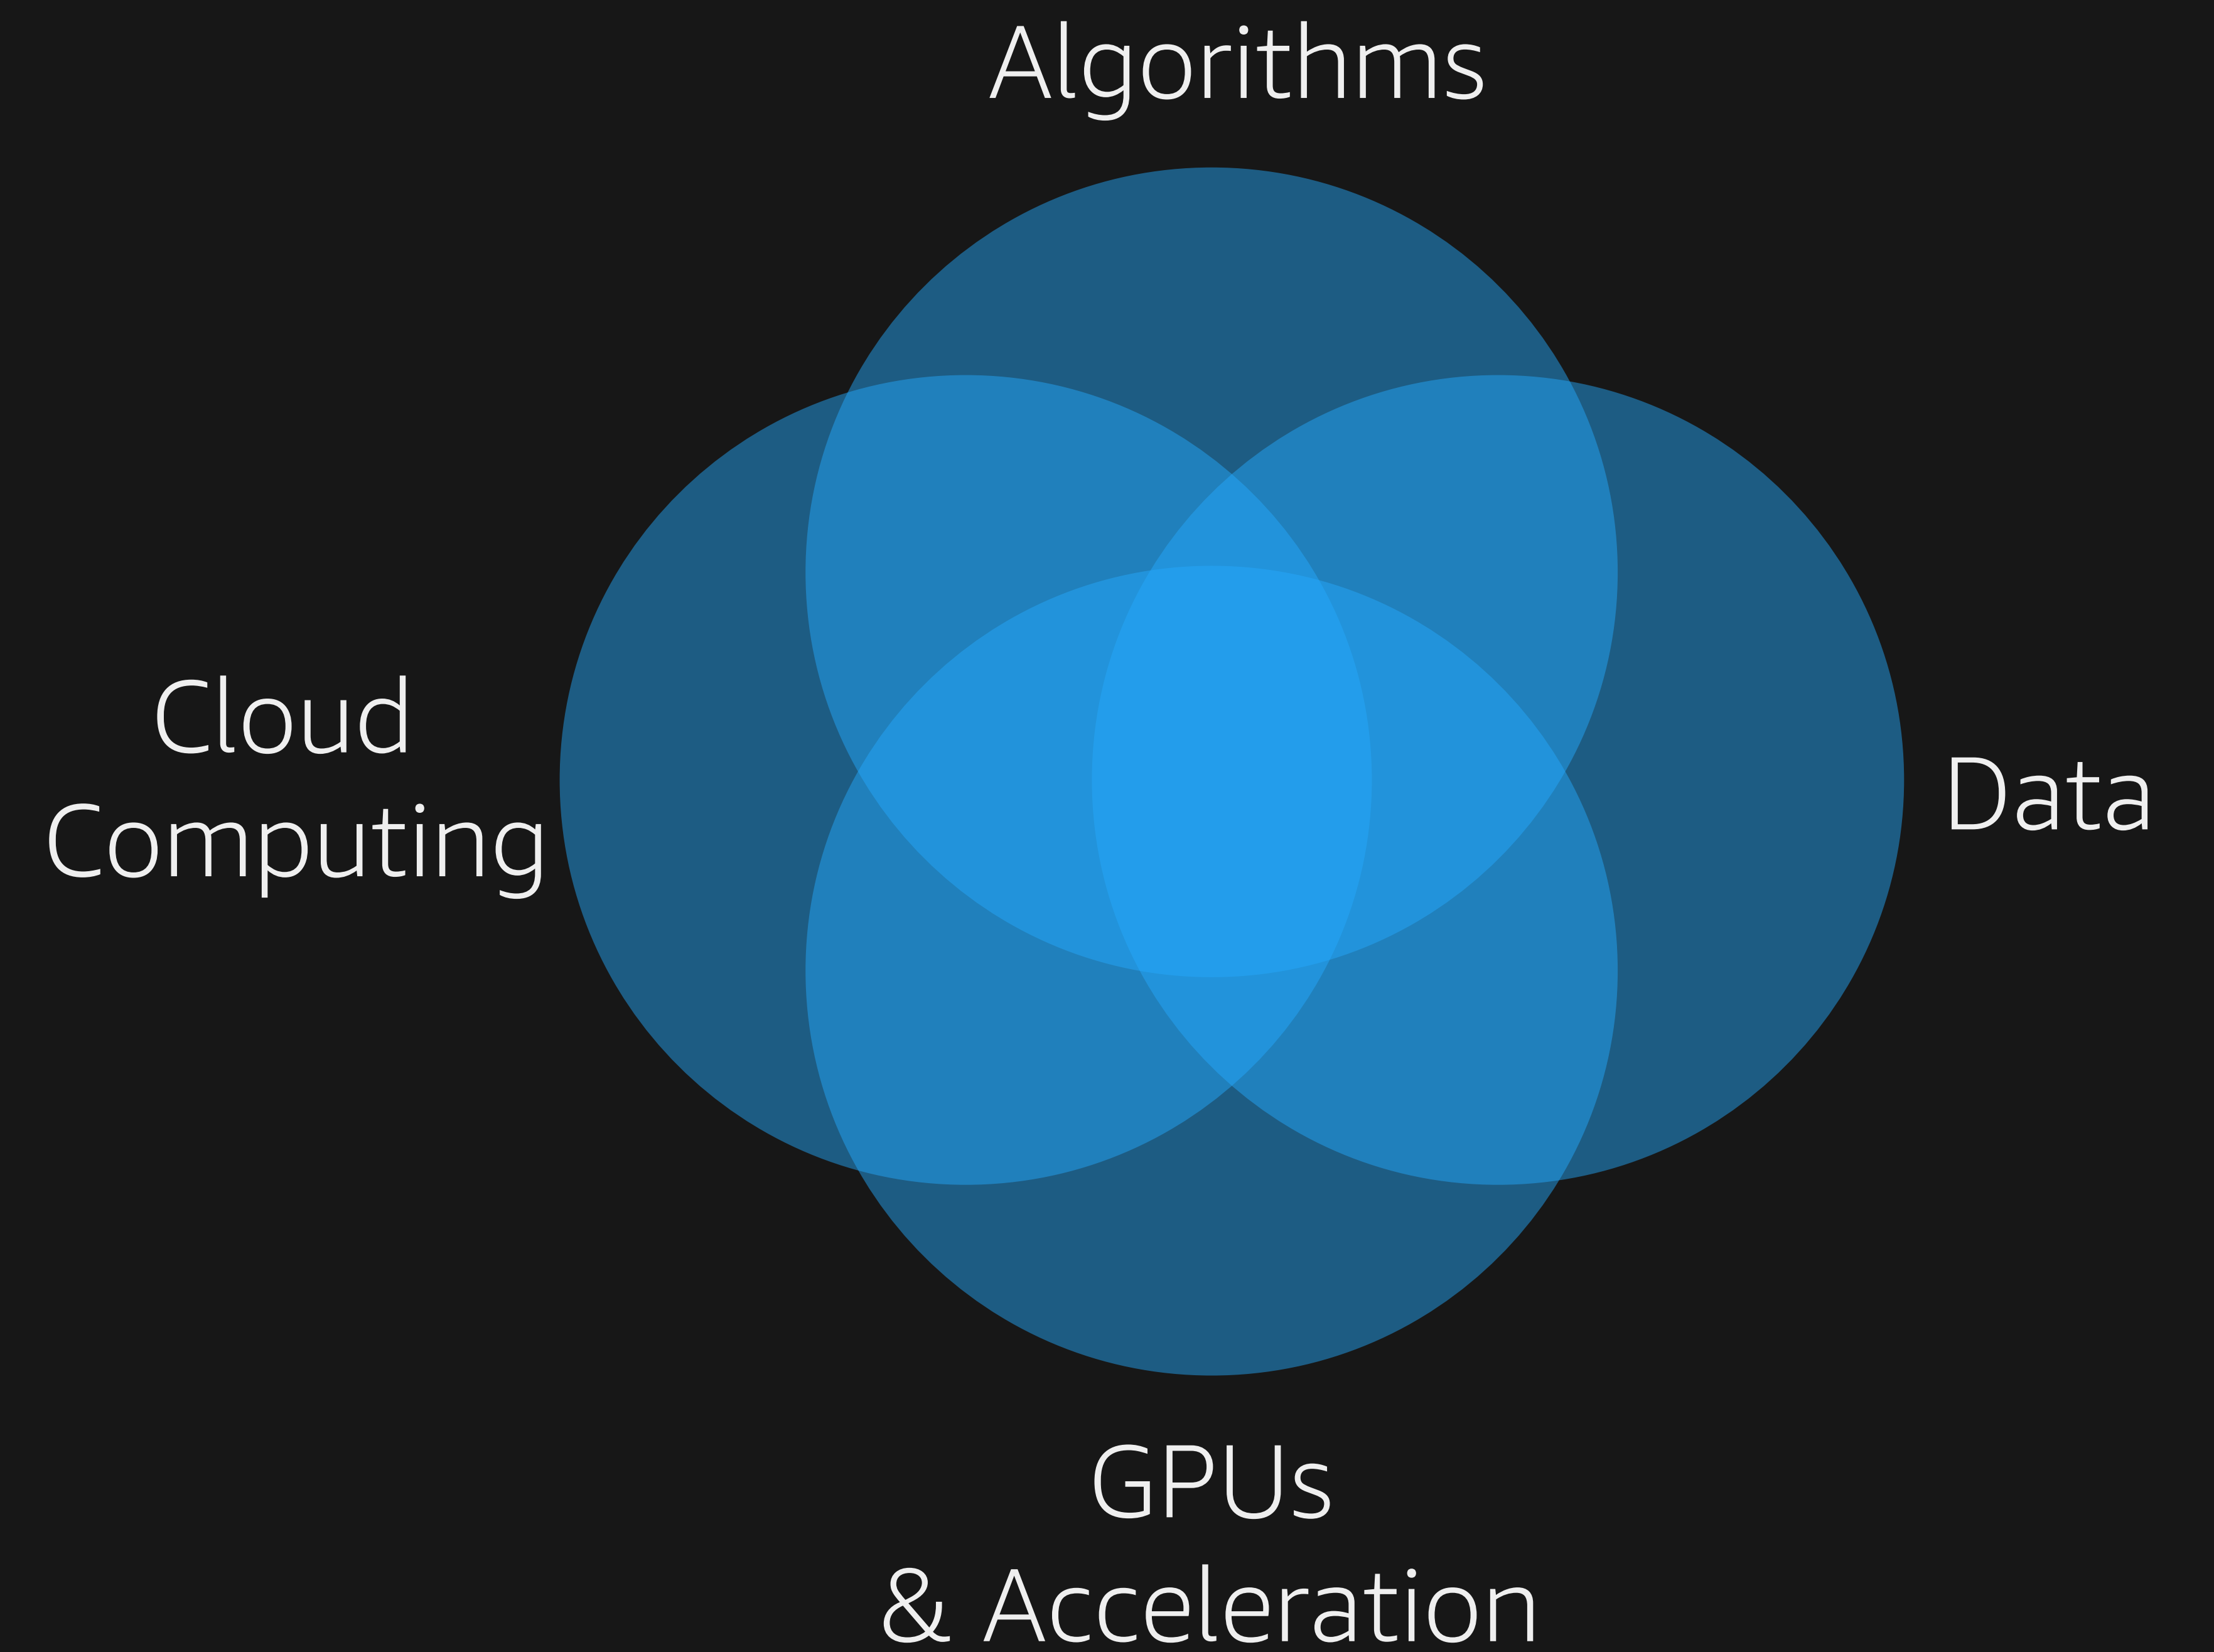 Algorithms
Cloud
Computing
Data
GPUs
& Acceleration